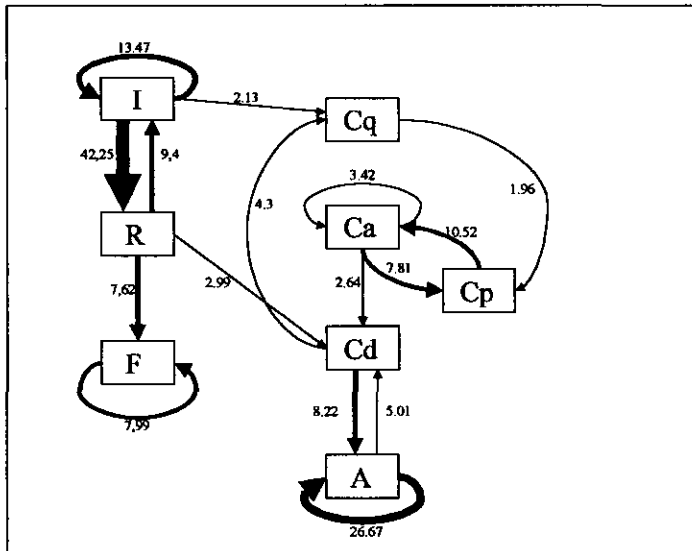 13.47
I
2.13
Cq
42,25
9,4
3.42
1.96
4.3
Ca
10.52
R
7.81
2.99
2.64
Cp
7,62
F
Cd
7,99
8.22
5.01
A
26.67